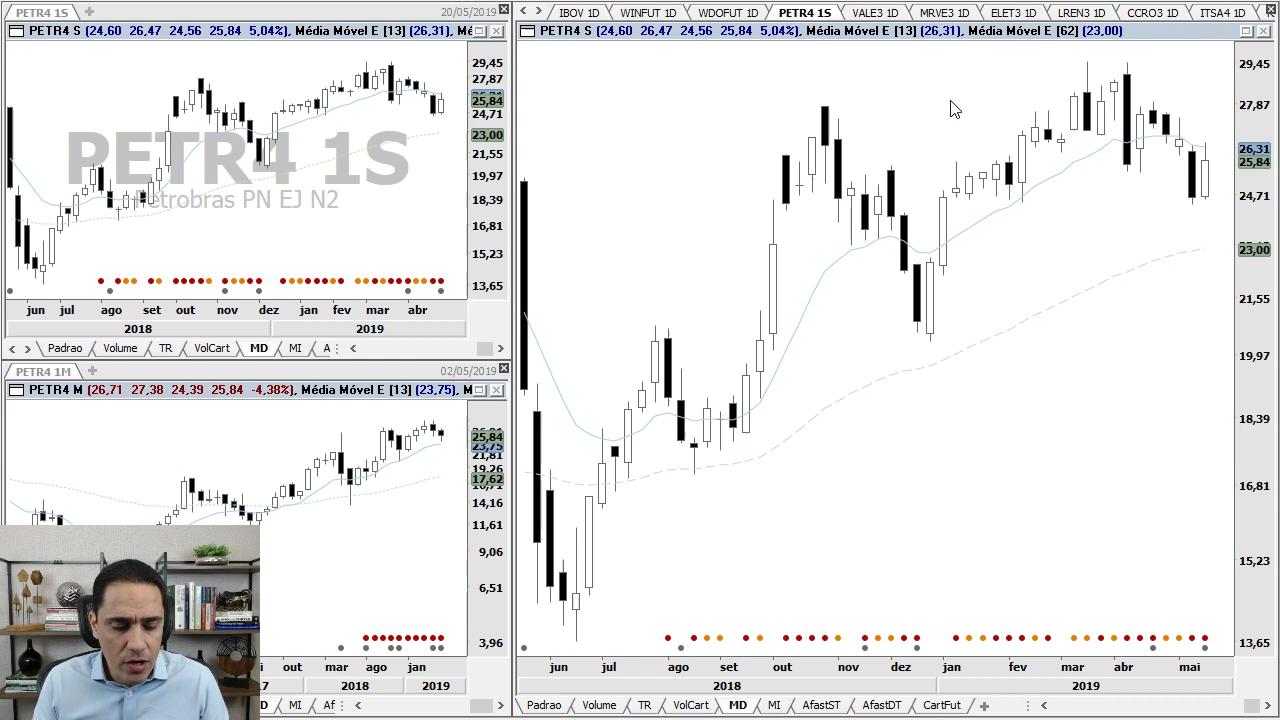 PETR4 1S
20/05/2019
PETR4 S (24,60 26,47 24,56 25,84 5,04%), Média Móvel E [13] (26,31), Mé
29,45
27,87
25,84
24,71
23,00
21,55
19,97
18,39
16,81
15,23
13,65
PETR4 1S
Petrobras PN EJ N2
jun jul ago set out nov dez jan fev mar abr
2018 2019
Padrao Volume TR VolCart MD MI A
PETR4 1M
02/05/2019
PETR4 M (26,71 27,38 24,39 25,84 -4,38%), Média Móvel E [13] (23,75), M
25,84
23,75
21,81
19,26
17,62
14,16
11,61
9,06
6,51
3,96
out mar ago jan
2018 2019
MI Af
IBOV 1D WINFUT 1D WDOFUT 1D PETR4 1S VALE3 1D MRVE3 1D ELET3 1D LREN3 1D CCRO3 1D ITSA4 1D
PETR4 S (24,60 26,47 24,56 25,84 5,04%), Média Móvel E [13] (26,31), Média Móvel E [62] (23,00)
29,45
27,87
26,31
25,84
24,71
23,00
21,55
19,97
18,39
16,81
15,23
13,65
jun jul ago set out nov dez jan fev mar abr mai
2018 2019
Padrao Volume TR VolCart MD MI AfastST AfastDT CartFut